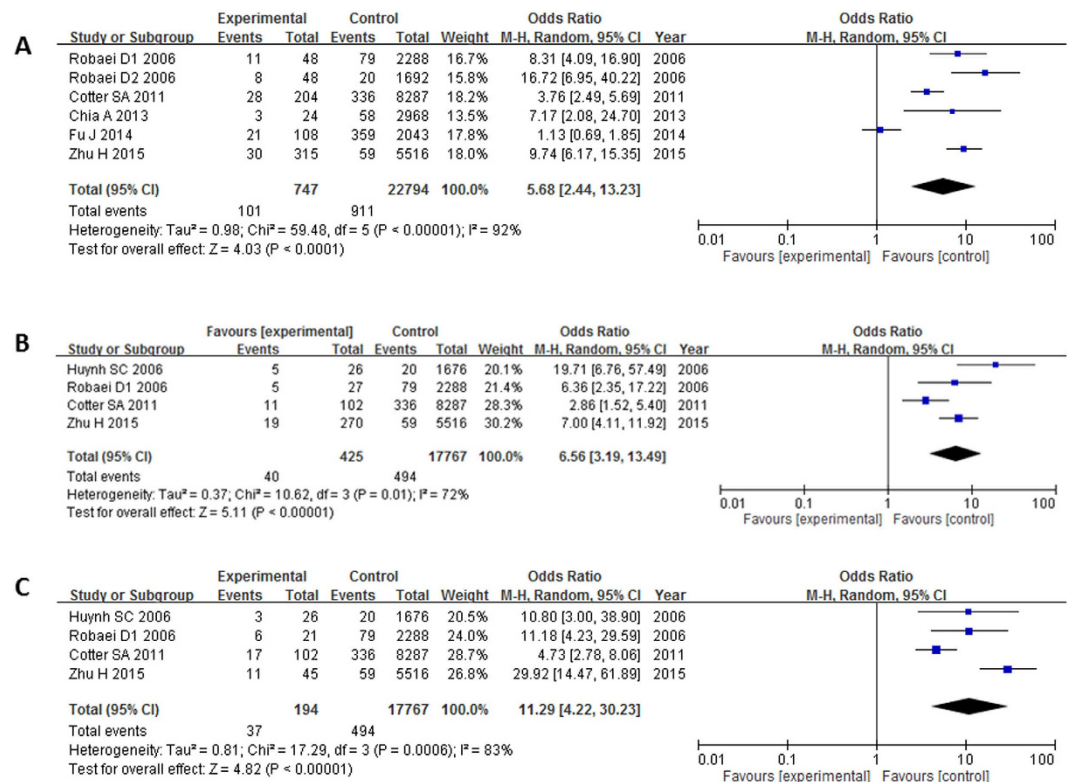 A
Experimental Control Odds Ratio Odds Ratio
Study or Subgroup Events Total Events Total Weight M-H, Random, 95% CI Year M-H, Random, 95% CI
Robaei D1 2006 11 48 79 2288 16.7% 8.31 [4.09, 16.90] 2006
Robaei D2 2006 8 48 20 1692 15.8% 16.72 [6.95, 40.22] 2006
Cotter SA 2011 28 204 336 8287 18.2% 3.76 [2.49, 5.69] 2011
Chia A 2013 3 24 58 2968 13.5% 7.17 [2.08, 24.70] 2013
Fu J 2014 21 108 359 2043 17.8% 1.13 [0.69, 1.85] 2014
Zhu H 2015 30 315 59 5516 18.0% 9.74 [6.17, 15.35] 2015
Total (95% CI) 747 22794 100.0% 5.68 [2.44, 13.23]
Total events 101 911
Heterogeneity: Tau² = 0.98; Chi² = 59.48, df = 5 (P < 0.00001); I² = 92%
Test for overall effect: Z = 4.03 (P < 0.0001)
0.01 0.1 1 10 100
Favours [experimental] Favours [control]
B
Favours [experimental] Control Odds Ratio Odds Ratio
Study or Subgroup Events Total Events Total Weight M-H, Random, 95% CI Year M-H, Random, 95% CI
Huynh SC 2006 5 26 20 1676 20.1% 19.71 [6.76, 57.49] 2006
Robaei D1 2006 5 27 79 2288 21.4% 6.36 [2.35, 17.22] 2006
Cotter SA 2011 11 102 336 8287 28.3% 2.86 [1.52, 5.40] 2011
Zhu H 2015 19 270 59 5516 30.2% 7.00 [4.11, 11.92] 2015
Total (95% CI) 425 17767 100.0% 6.56 [3.19, 13.49]
Total events 40 494
Heterogeneity: Tau² = 0.37; Chi² = 10.62, df = 3 (P = 0.01); I² = 72%
Test for overall effect: Z = 5.11 (P < 0.00001)
0.01 0.1 1 10 100
Favours [experimental] Favours [control]
C
Experimental Control Odds Ratio Odds Ratio
Study or Subgroup Events Total Events Total Weight M-H, Random, 95% CI Year M-H, Random, 95% CI
Huynh SC 2006 3 26 20 1676 20.5% 10.80 [3.00, 38.90] 2006
Robaei D1 2006 6 21 79 2288 24.0% 11.18 [4.23, 29.59] 2006
Cotter SA 2011 17 102 336 8287 28.7% 4.73 [2.78, 8.06] 2011
Zhu H 2015 11 45 59 5516 26.8% 29.92 [14.47, 61.89] 2015
Total (95% CI) 194 17767 100.0% 11.29 [4.22, 30.23]
Total events 37 494
Heterogeneity: Tau² = 0.81; Chi² = 17.29, df = 3 (P = 0.0006); I² = 83%
Test for overall effect: Z = 4.82 (P < 0.00001)
0.01 0.1 1 10 100
Favours [experimental] Favours [control]